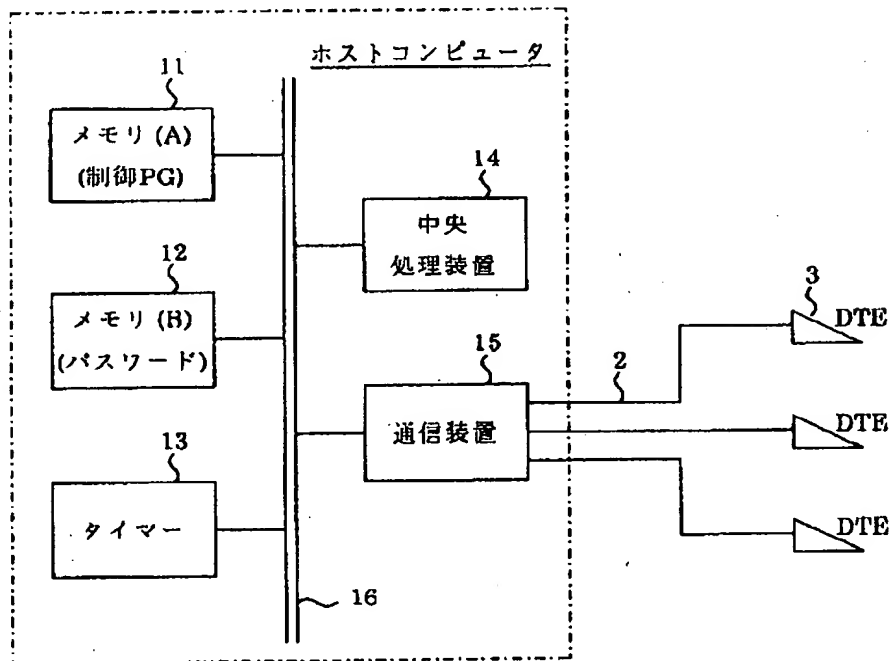 ホストコンピュータ
11
メモリ(A)
(制御PG)
14
中央
処理装置
12
メモリ(B)
(パスワード)
3
DTE
15
2
通信装置
DTE
13
タイマー
DTE
16